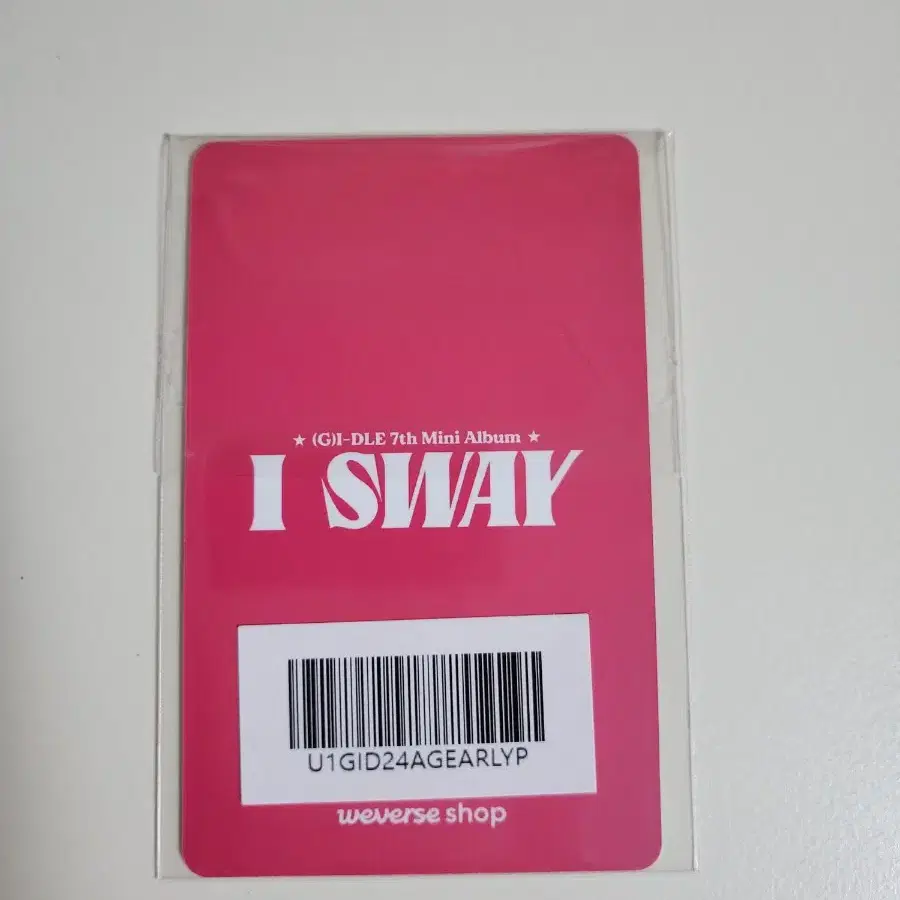 ★ (G)I-DLE 7th Mini Album ★
I SWAY
U1GID24AGEARLYP
weverse shop